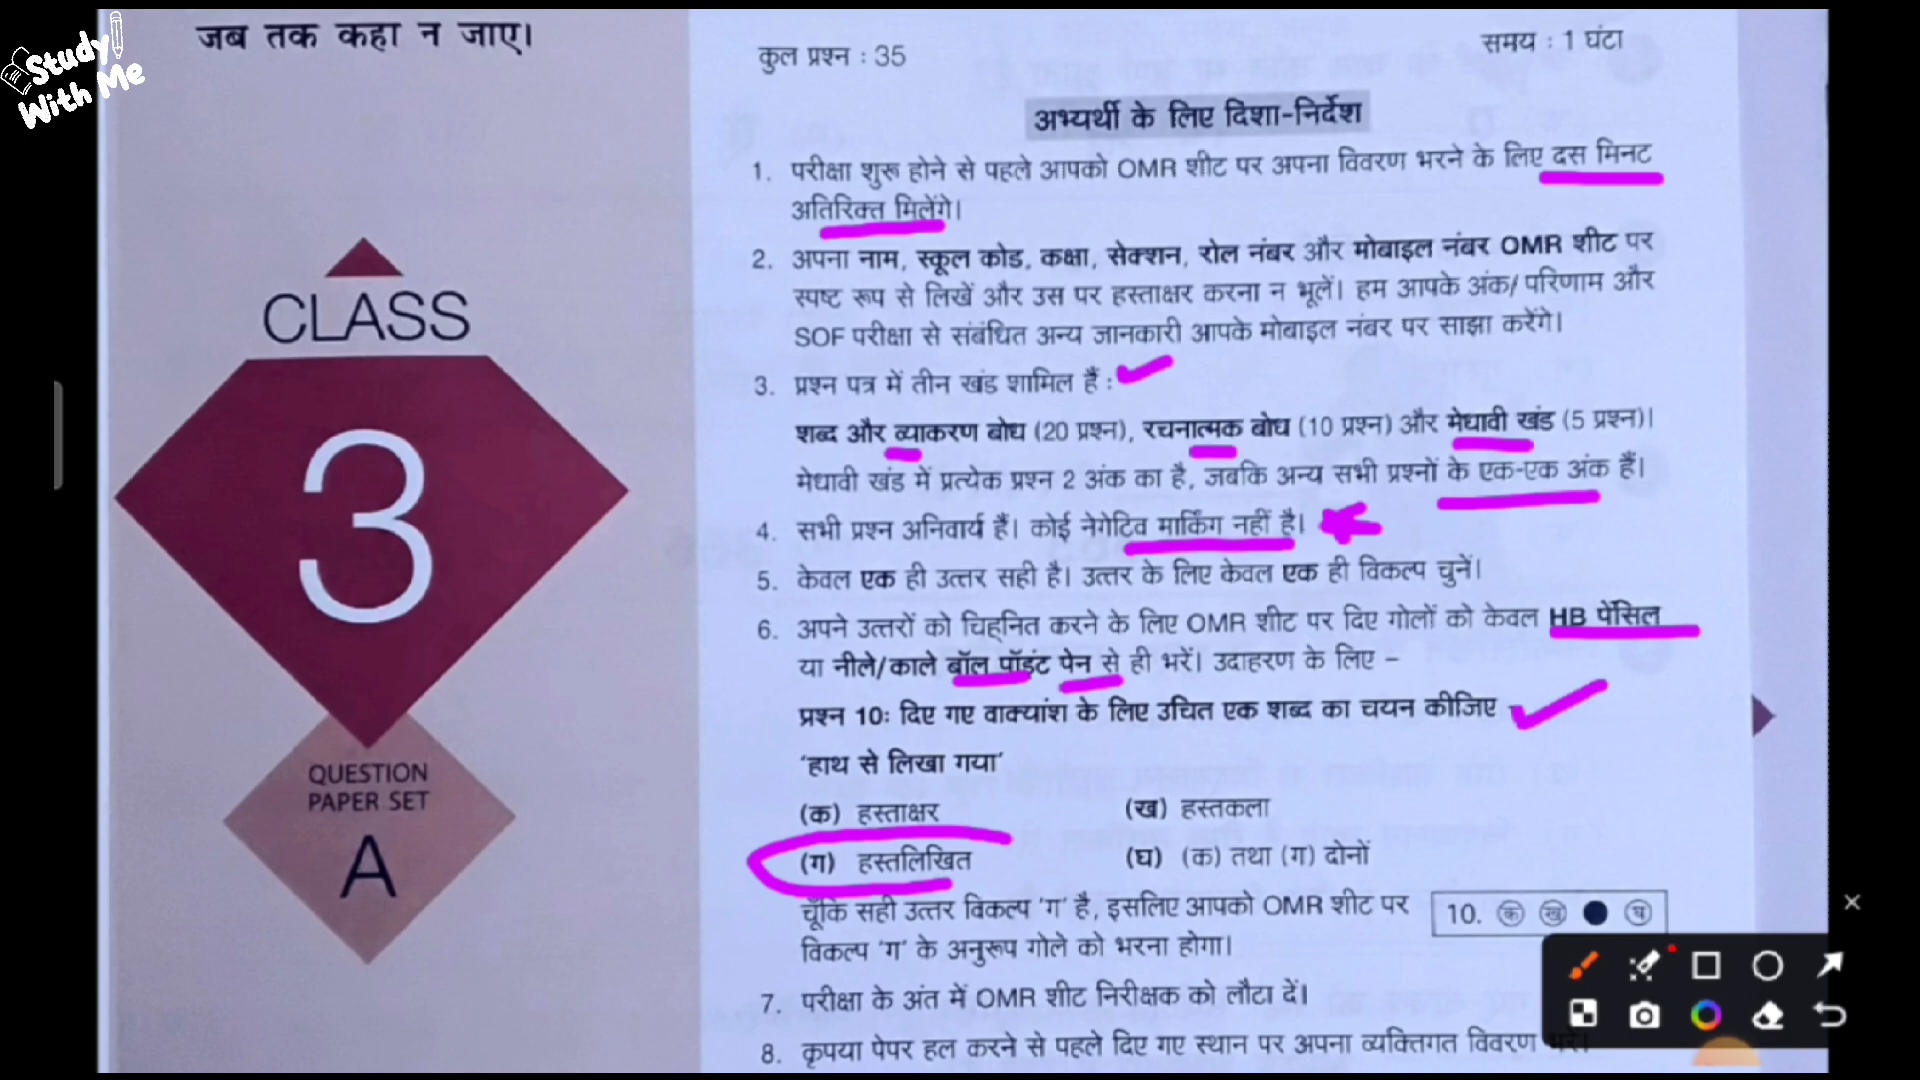 Study
With Me
जब तक कहा न जाए।
CLASS
3
QUESTION
PAPER SET
A
कुल प्रश्न : 35
समय : 1 घंटा
अभ्यर्थी के लिए दिशा-निर्देश
1. परीक्षा शुरू होने से पहले आपको OMR शीट पर अपना विवरण भरने के लिए दस मिनट
अतिरिक्त मिलेंगे।
2. अपना नाम, स्कूल कोड, कक्षा, सेक्शन, रोल नंबर और मोबाइल नंबर OMR शीट पर
स्पष्ट रूप से लिखें और उस पर हस्ताक्षर करना न भूलें। हम आपके अंक/ परिणाम और
SOF परीक्षा से संबंधित अन्य जानकारी आपके मोबाइल नंबर पर साझा करेंगे।
3. प्रश्न पत्र में तीन खंड शामिल हैं :
शब्द और व्याकरण बोध (20 प्रश्न), रचनात्मक बोध (10 प्रश्न) और मेधावी खंड (5 प्रश्न)।
मेधावी खंड में प्रत्येक प्रश्न 2 अंक का है, जबकि अन्य सभी प्रश्नों के एक-एक अंक हैं।
4. सभी प्रश्न अनिवार्य हैं। कोई नेगेटिव मार्किंग नहीं है।
5. केवल एक ही उत्तर सही है। उत्तर के लिए केवल एक ही विकल्प चुनें।
6. अपने उत्तरों को चिह्नित करने के लिए OMR शीट पर दिए गोलों को केवल HB पेंसिल
या नीले/काले बॉल पॉइंट पेन से ही भरें। उदाहरण के लिए –
प्रश्न 10: दिए गए वाक्यांश के लिए उचित एक शब्द का चयन कीजिए
'हाथ से लिखा गया'
(क) हस्ताक्षर (ख) हस्तकला
(ग) हस्तलिखित (घ) (क) तथा (ग) दोनों
चूँकि सही उत्तर विकल्प 'ग' है, इसलिए आपको OMR शीट पर
विकल्प 'ग' के अनुरूप गोले को भरना होगा।
10. क ख घ
7. परीक्षा के अंत में OMR शीट निरीक्षक को लौटा दें।
8. कृपया पेपर हल करने से पहले दिए गए स्थान पर अपना व्यक्तिगत विवरण